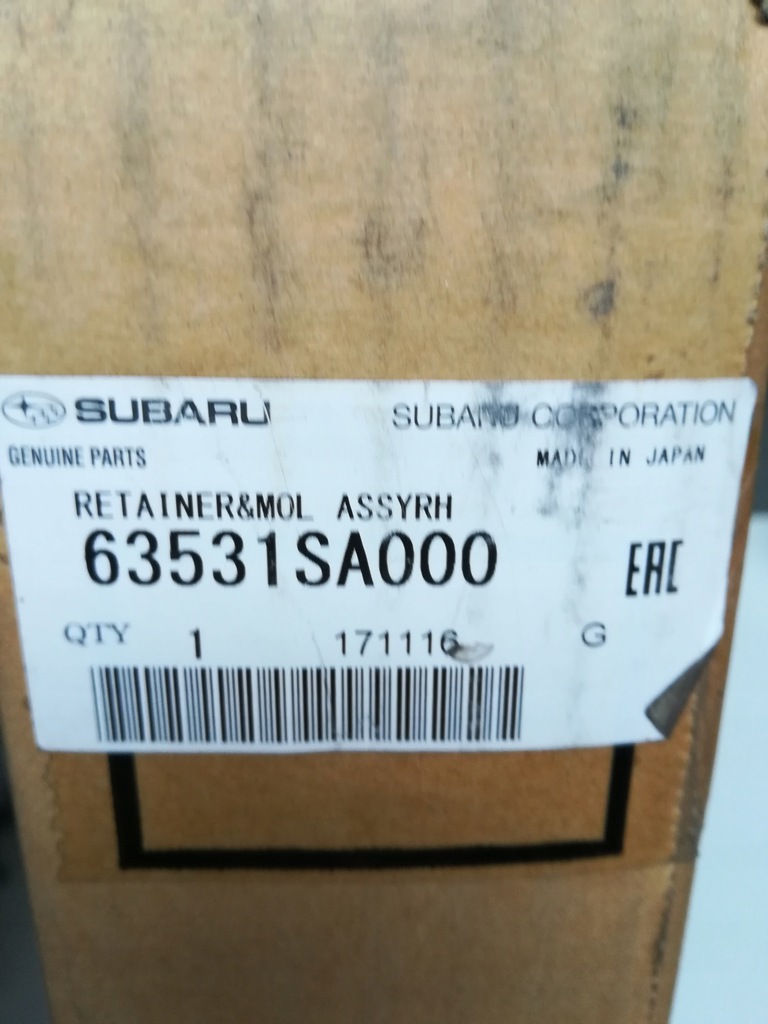 SUBARU SUBARU CORPORATION
GENUINE PARTS MADE IN JAPAN
RETAINER&MOL ASSYRH
63531SA000 EAC
QTY 1 171116 G